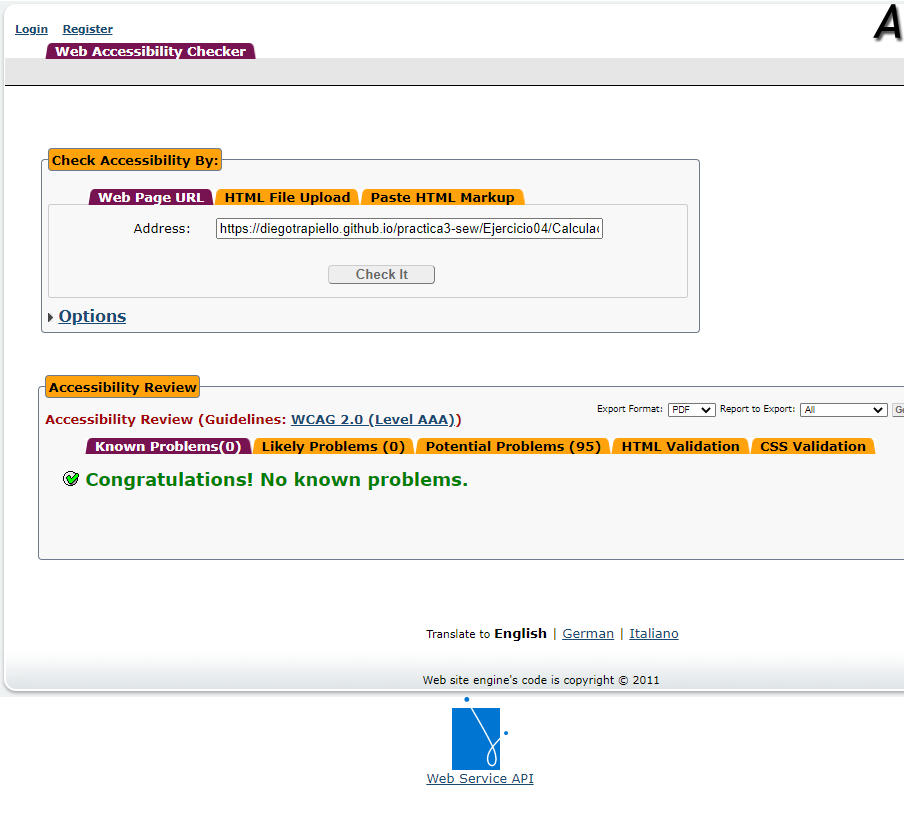 Login Register
A
Web Accessibility Checker
Check Accessibility By:
Web Page URL HTML File Upload Paste HTML Markup
Address: https://diegotrapiello.github.io/practica3-sew/Ejercicio04/Calculac
Check It
Options
Accessibility Review
Export Format: PDF Report to Export: All
Accessibility Review (Guidelines: WCAG 2.0 (Level AAA))
Known Problems(0) Likely Problems (0) Potential Problems (95) HTML Validation CSS Validation
Congratulations! No known problems.
Translate to English | German | Italiano
Web site engine's code is copyright © 2011
Web Service API